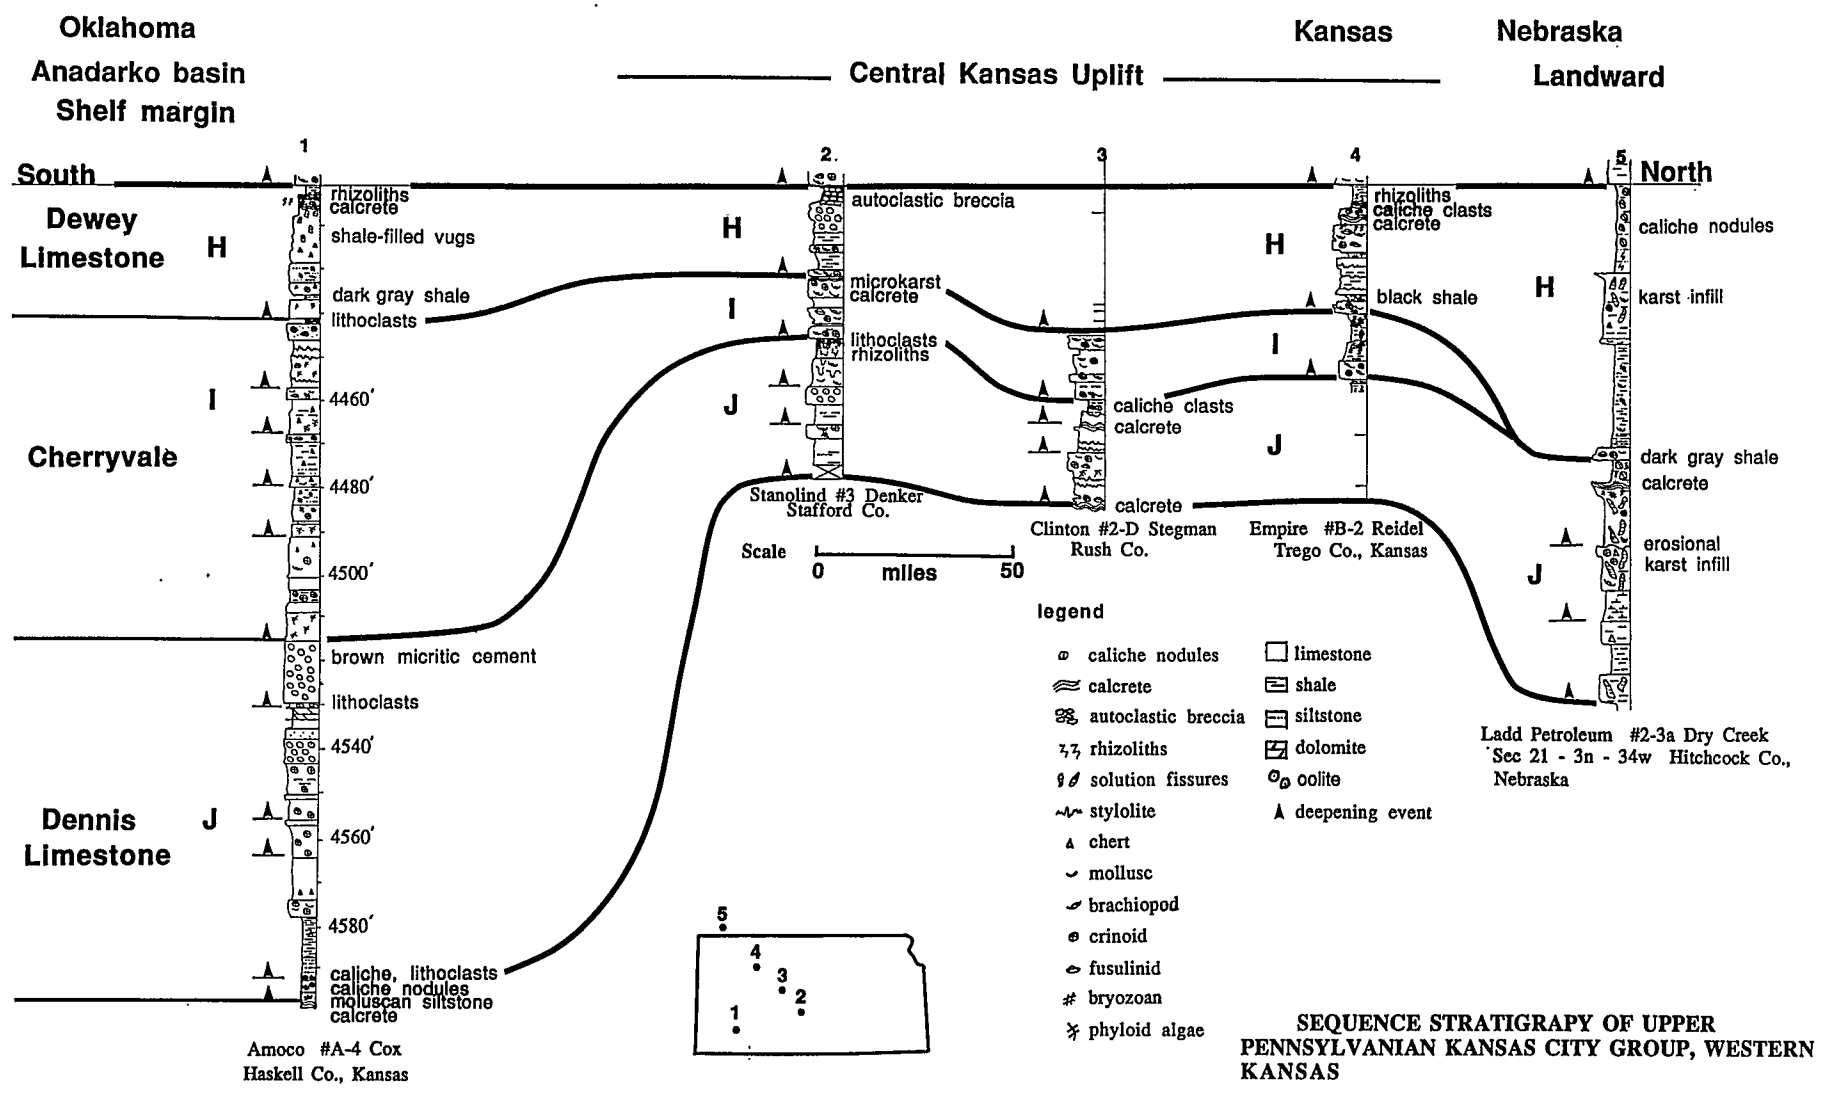 Oklahoma
Anadarko basin
Shelf margin
Central Kansas Uplift
Kansas
Nebraska
Landward
South
North
1
2.
3
4
5
Dewey
Limestone
H
Cherryvale
I
Dennis
Limestone
J
rhizoliths
calcrete
shale-filled vugs
dark gray shale
lithoclasts
4460'
4480'
4500'
brown micritic cement
lithoclasts
4540'
4560'
4580'
caliche, lithoclasts
caliche nodules
moluscan siltstone
calcrete
Amoco #A-4 Cox
Haskell Co., Kansas
H
I
J
autoclastic breccia
microkarst
calcrete
lithoclasts
rhizoliths
Stanolind #3 Denker
Stafford Co.
caliche clasts
calcrete
calcrete
Clinton #2-D Stegman
Rush Co.
H
I
J
rhizoliths
caliche clasts
calcrete
black shale
Empire #B-2 Reidel
Trego Co., Kansas
H
J
caliche nodules
karst infill
dark gray shale
calcrete
erosional
karst infill
Ladd Petroleum #2-3a Dry Creek
Sec 21 - 3n - 34w Hitchcock Co.,
Nebraska
Scale
0 miles 50
legend
caliche nodules
calcrete
autoclastic breccia
rhizoliths
solution fissures
stylolite
chert
mollusc
brachiopod
crinoid
fusulinid
bryozoan
phyloid algae
limestone
shale
siltstone
dolomite
oolite
deepening event
5
4
3
2
1
SEQUENCE STRATIGRAPY OF UPPER
PENNSYLVANIAN KANSAS CITY GROUP, WESTERN
KANSAS